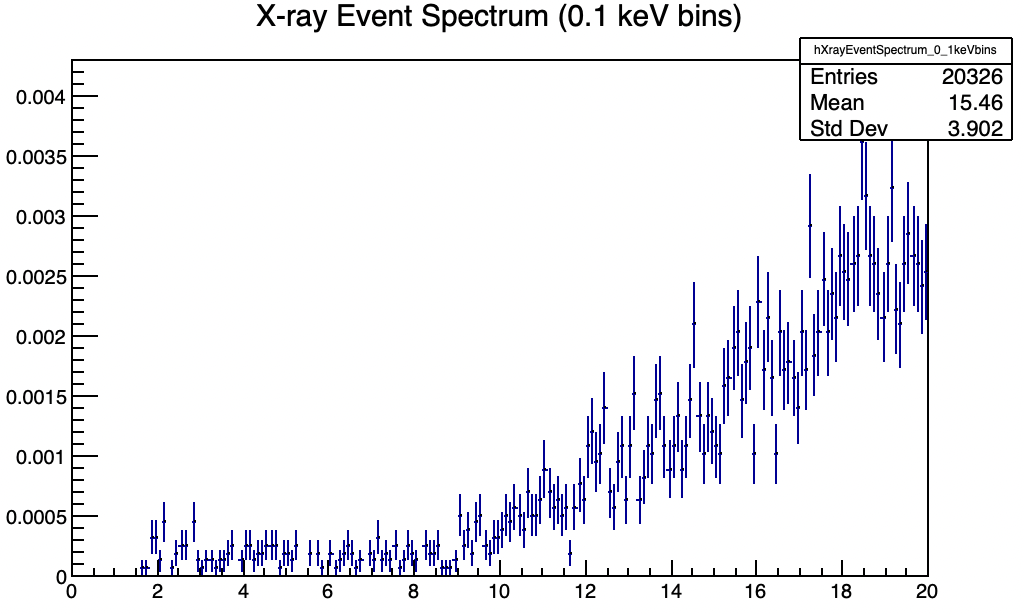 X-ray Event Spectrum (0.1 keV bins)
hXrayEventSpectrum_0_1keVbins
Entries 20326
Mean 15.46
Std Dev 3.902
0.004
0.0035
0.003
0.0025
0.002
0.0015
0.001
0.0005
0
0 2 4 6 8 10 12 14 16 18 20